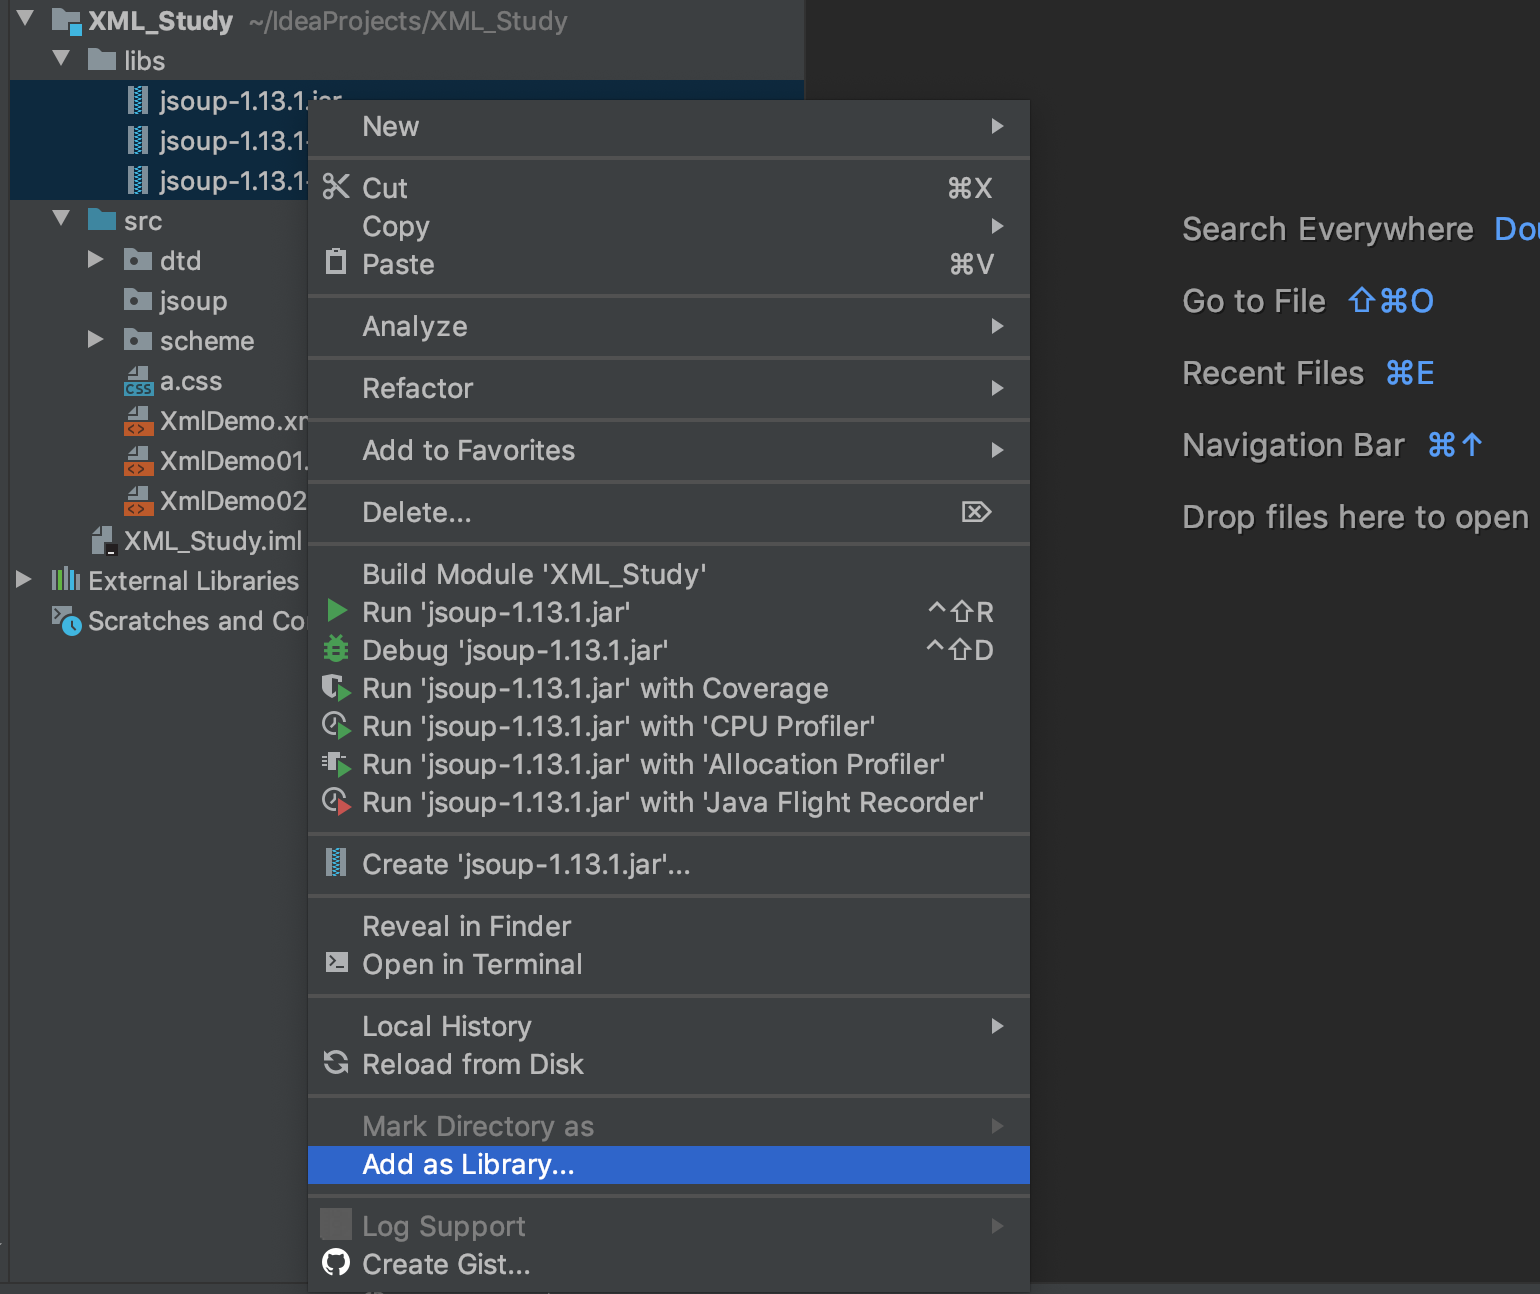 XML_Study ~/IdeaProjects/XML_Study
libs
jsoup-1.13.1.jar
jsoup-1.13.1-
jsoup-1.13.1-
src
dtd
jsoup
scheme
a.css
XmlDemo.xm
XmlDemo01.
XmlDemo02
XML_Study.iml
External Libraries
Scratches and Co
New
Cut ⌘X
Copy
Paste ⌘V
Analyze
Refactor
Add to Favorites
Delete... ⌦
Build Module 'XML_Study'
Run 'jsoup-1.13.1.jar' ^⇧R
Debug 'jsoup-1.13.1.jar' ^⇧D
Run 'jsoup-1.13.1.jar' with Coverage
Run 'jsoup-1.13.1.jar' with 'CPU Profiler'
Run 'jsoup-1.13.1.jar' with 'Allocation Profiler'
Run 'jsoup-1.13.1.jar' with 'Java Flight Recorder'
Create 'jsoup-1.13.1.jar'...
Reveal in Finder
Open in Terminal
Local History
Reload from Disk
Mark Directory as
Add as Library...
Log Support
Create Gist...
Search Everywhere Dou
Go to File ⇧⌘O
Recent Files ⌘E
Navigation Bar ⌘↑
Drop files here to open